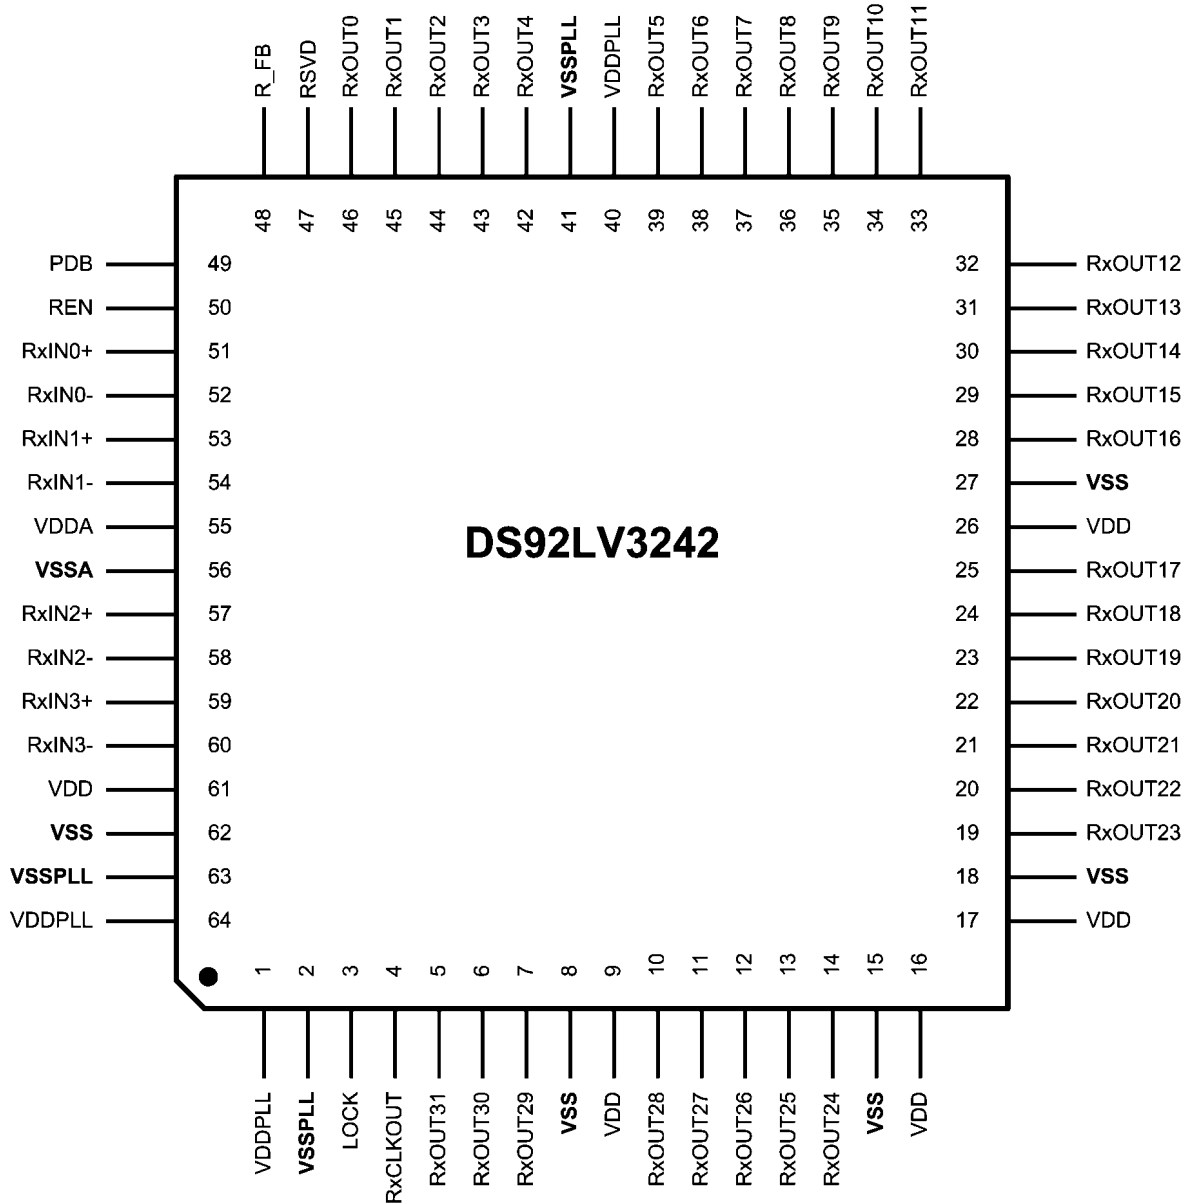 R_FB
RSVD
RxOUT0
RxOUT1
RxOUT2
RxOUT3
RxOUT4
VSSPLL
VDDPLL
RxOUT5
RxOUT6
RxOUT7
RxOUT8
RxOUT9
RxOUT10
RxOUT11
48
47
46
45
44
43
42
41
40
39
38
37
36
35
34
33
PDB 49
REN 50
RxIN0+ 51
RxIN0- 52
RxIN1+ 53
RxIN1- 54
VDDA 55
VSSA 56
RxIN2+ 57
RxIN2- 58
RxIN3+ 59
RxIN3- 60
VDD 61
VSS 62
VSSPLL 63
VDDPLL 64
DS92LV3242
32 RxOUT12
31 RxOUT13
30 RxOUT14
29 RxOUT15
28 RxOUT16
27 VSS
26 VDD
25 RxOUT17
24 RxOUT18
23 RxOUT19
22 RxOUT20
21 RxOUT21
20 RxOUT22
19 RxOUT23
18 VSS
17 VDD
1
2
3
4
5
6
7
8
9
10
11
12
13
14
15
16
VDDPLL
VSSPLL
LOCK
RxCLKOUT
RxOUT31
RxOUT30
RxOUT29
VSS
VDD
RxOUT28
RxOUT27
RxOUT26
RxOUT25
RxOUT24
VSS
VDD